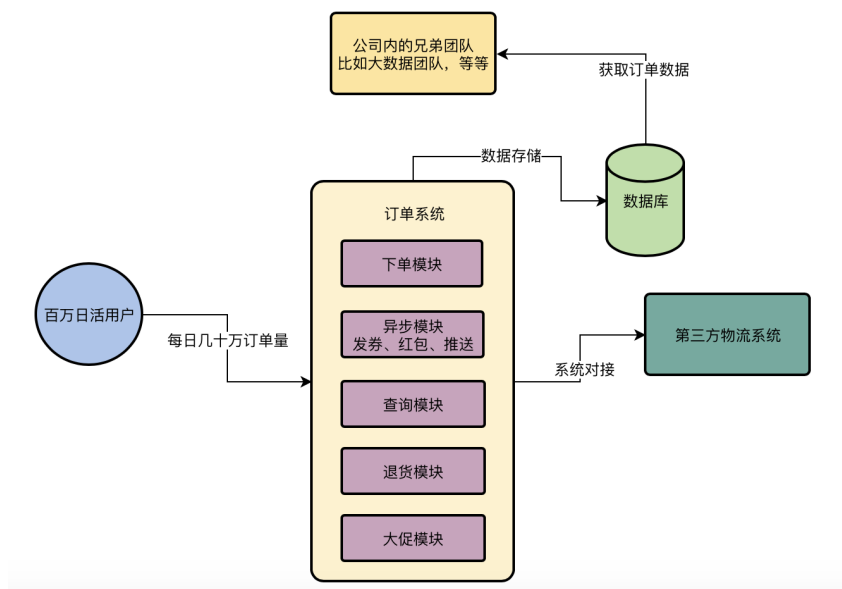 公司内的兄弟团队
比如大数据团队，等等
获取订单数据
数据存储
数据库
订单系统
下单模块
异步模块
发券、红包、推送
查询模块
退货模块
大促模块
百万日活用户
每日几十万订单量
系统对接
第三方物流系统